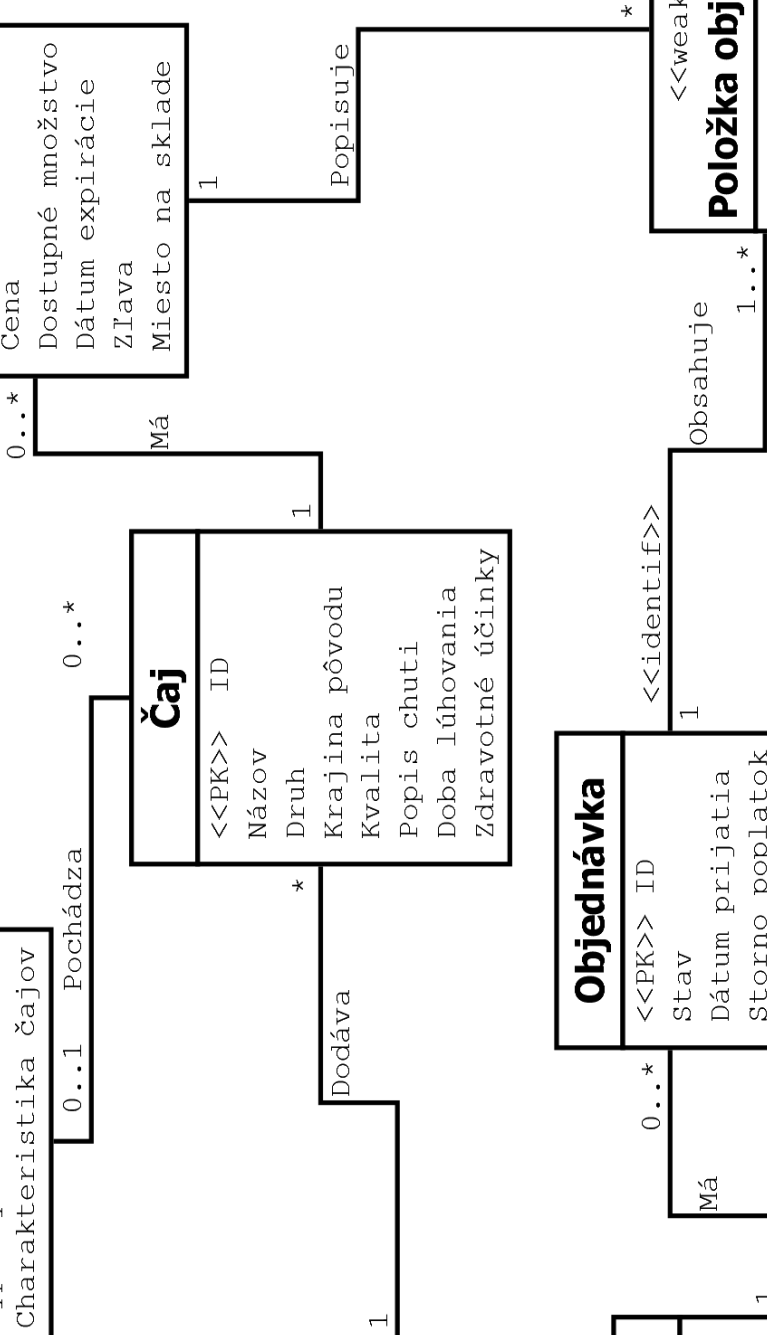 Cena
Dostupné množstvo
Dátum expirácie
Zľava
Miesto na sklade
1
Popisuje
*
<<weak
Položka obj
0..*
Má
1
Čaj
<<PK>> ID
Názov
Druh
Krajina pôvodu
Kvalita
Popis chuti
Doba lúhovania
Zdravotné účinky
0..*
Pochádza
0..1
Charakteristika čajov
*
Dodáva
1
1..*
Obsahuje
<<identif>>
1
Objednávka
<<PK>> ID
Stav
Dátum prijatia
Storno poplatok
0..*
Má
1